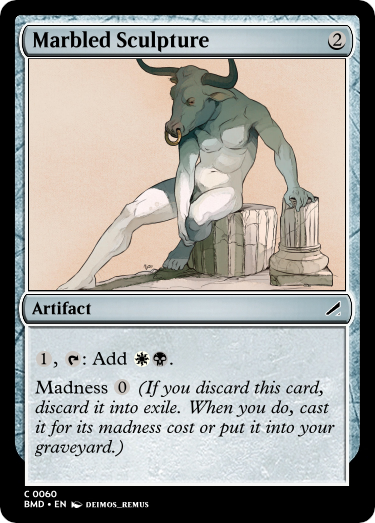 Marbled Sculpture 2
Artifact
1, T: Add WB.
Madness 0 (If you discard this card,
discard it into exile. When you do, cast
it for its madness cost or put it into your
graveyard.)
C 0060
BMD • EN DEIMOS_REMUS